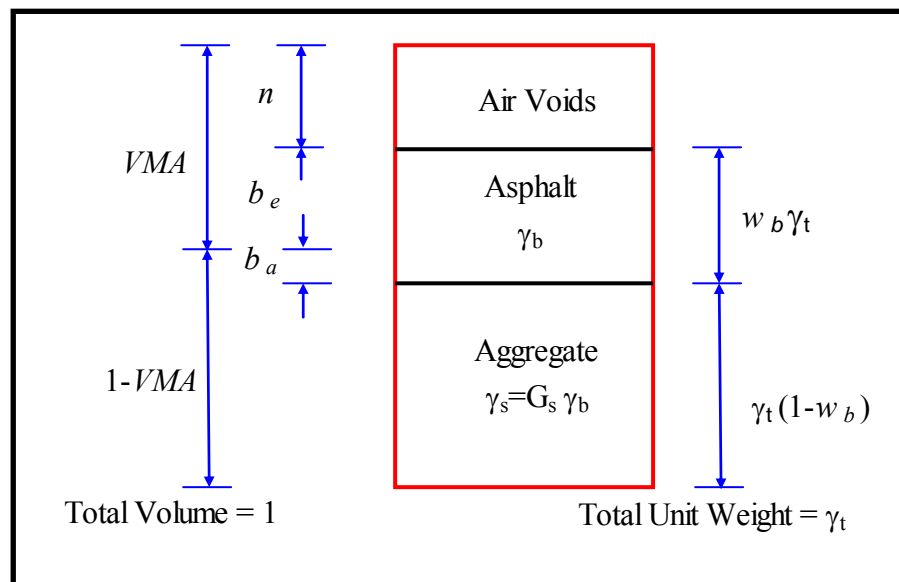 n
Air Voids
VMA
b e
Asphalt
γb
w b γt
b a
Aggregate
γs=Gs γb
1-VMA
γt (1-w b )
Total Volume = 1
Total Unit Weight = γt